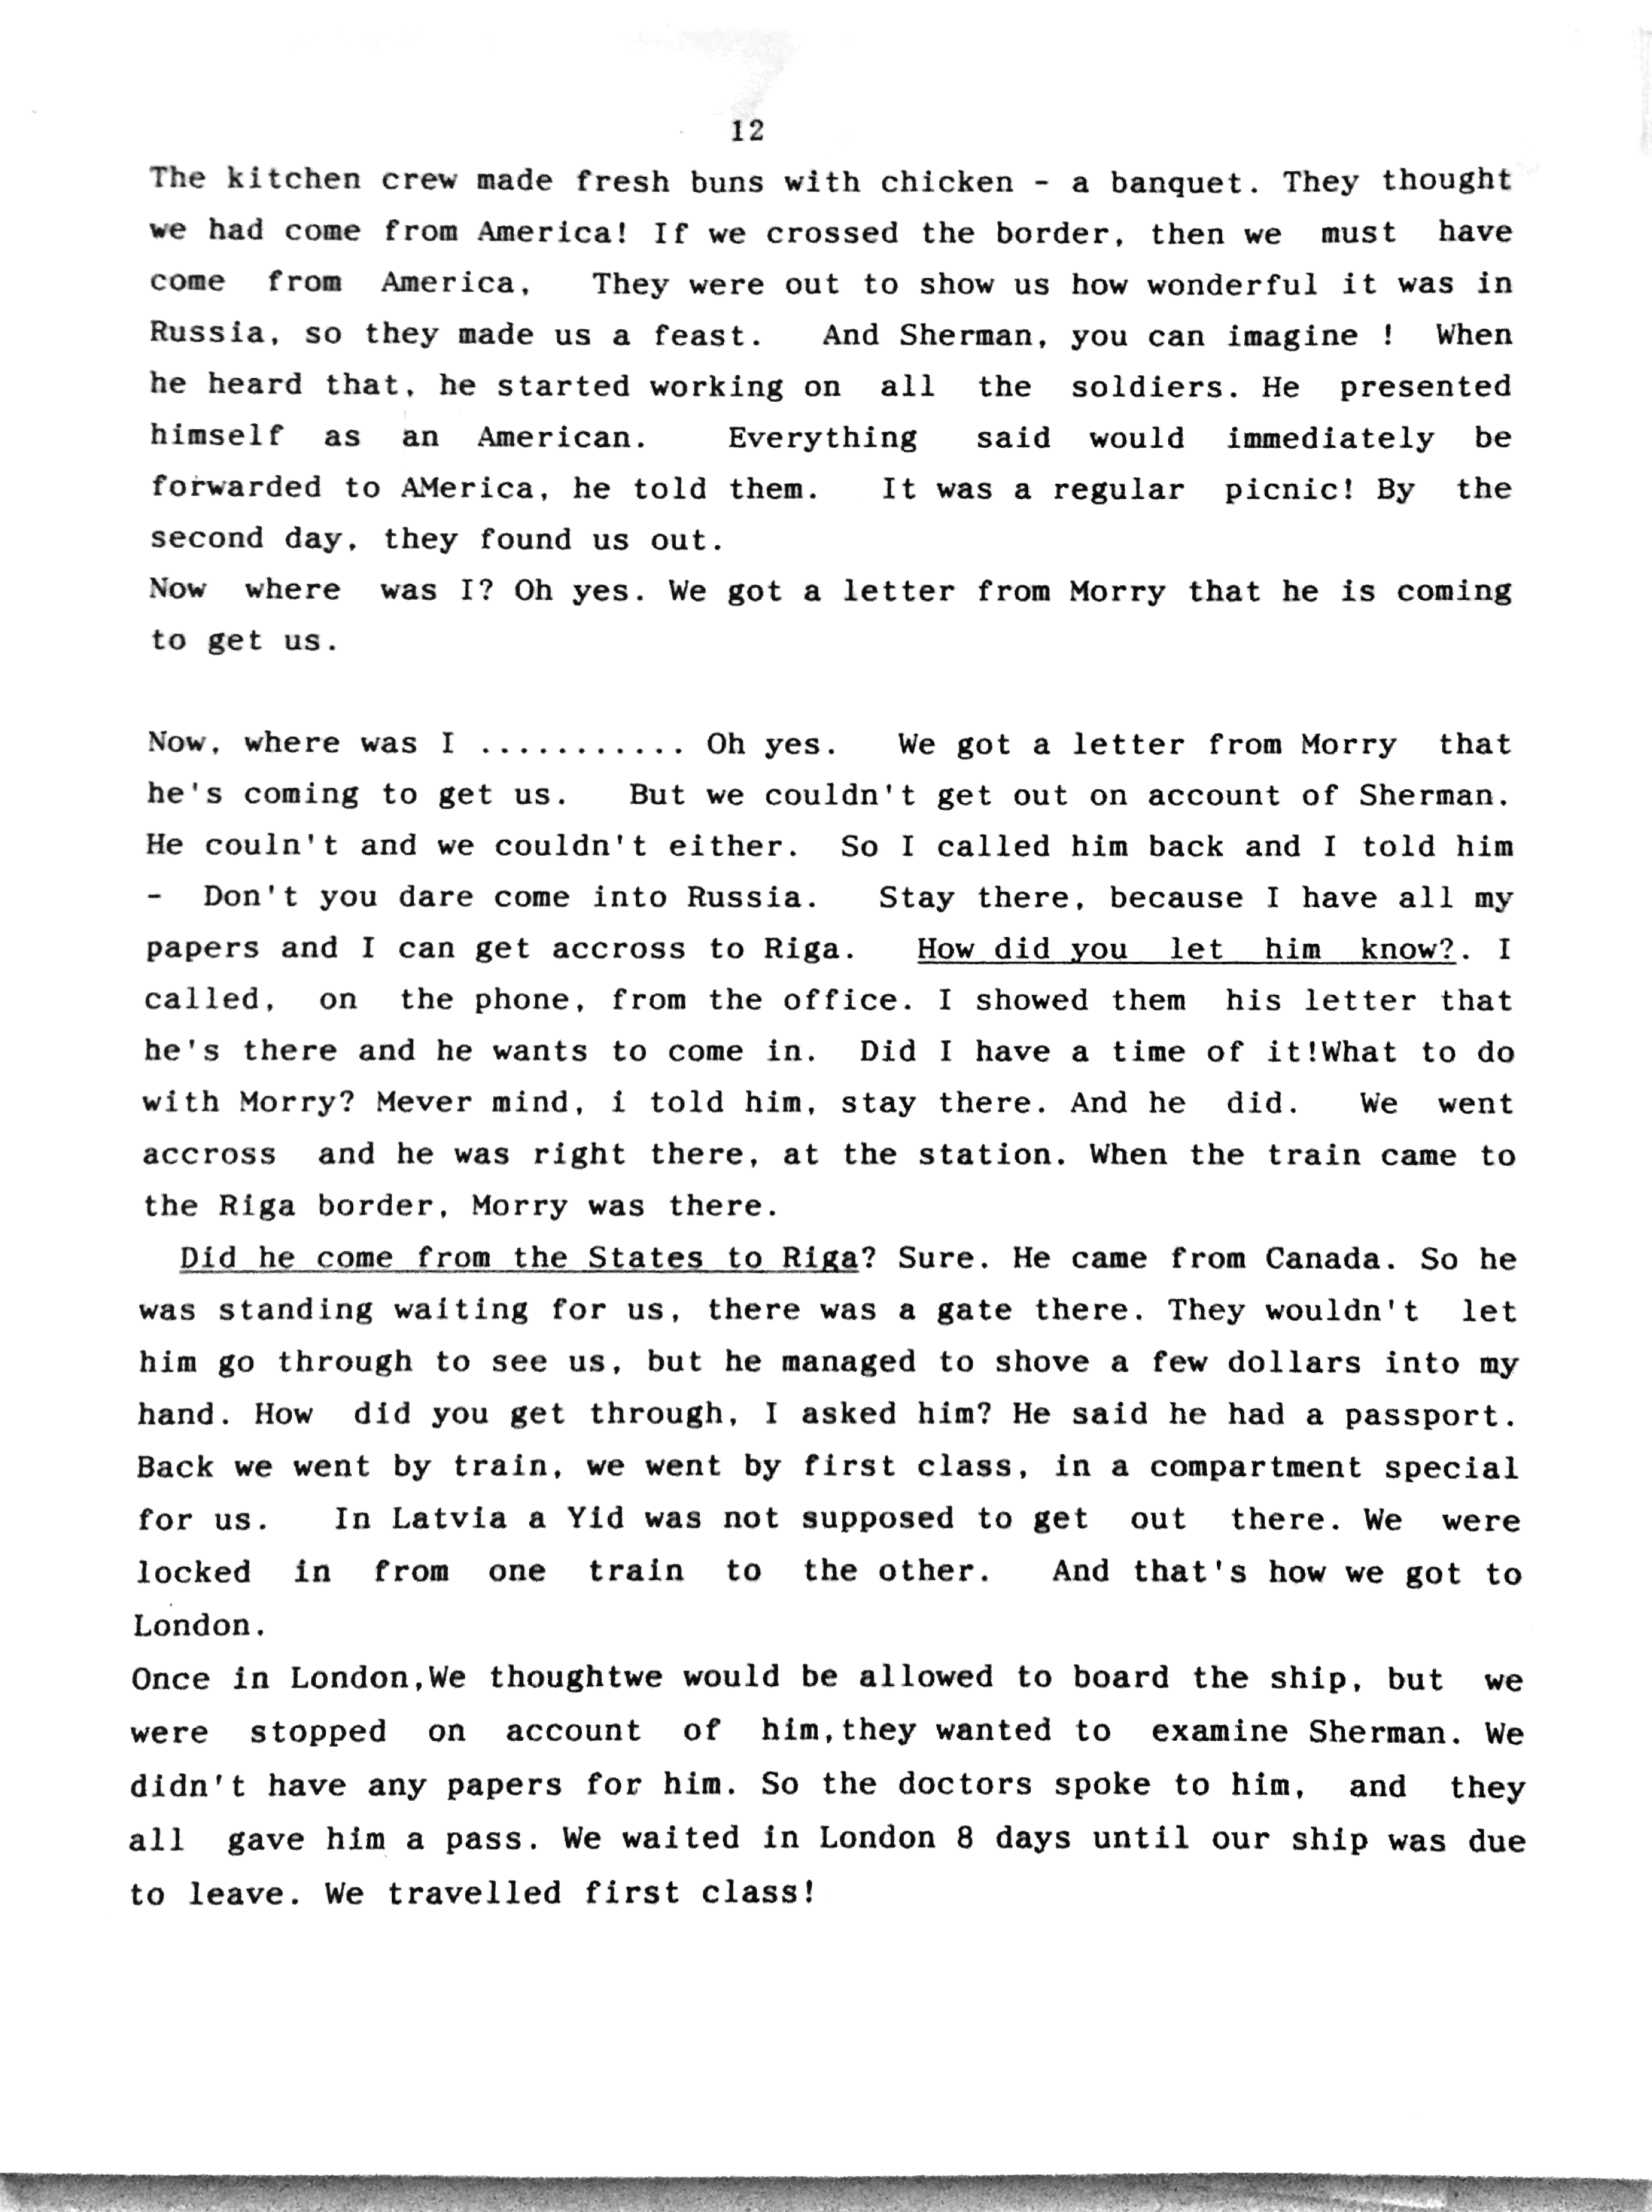 12
The kitchen crew made fresh buns with chicken - a banquet. They thought
we had come from America! If we crossed the border, then we must have
come from America, They were out to show us how wonderful it was in
Russia, so they made us a feast. And Sherman, you can imagine ! When
he heard that, he started working on all the soldiers. He presented
himself as an American. Everything said would immediately be
forwarded to AMerica, he told them. It was a regular picnic! By the
second day, they found us out.
Now where was I? Oh yes. We got a letter from Morry that he is coming
to get us.
Now, where was I ........... Oh yes. We got a letter from Morry that
he's coming to get us. But we couldn't get out on account of Sherman.
He couln't and we couldn't either. So I called him back and I told him
- Don't you dare come into Russia. Stay there, because I have all my
papers and I can get accross to Riga. How did you let him know?. I
called, on the phone, from the office. I showed them his letter that
he's there and he wants to come in. Did I have a time of it!What to do
with Morry? Mever mind, i told him, stay there. And he did. We went
accross and he was right there, at the station. When the train came to
the Riga border, Morry was there.
Did he come from the States to Riga? Sure. He came from Canada. So he
was standing waiting for us, there was a gate there. They wouldn't let
him go through to see us, but he managed to shove a few dollars into my
hand. How did you get through, I asked him? He said he had a passport.
Back we went by train, we went by first class, in a compartment special
for us. In Latvia a Yid was not supposed to get out there. We were
locked in from one train to the other. And that's how we got to
London.
Once in London,We thoughtwe would be allowed to board the ship, but we
were stopped on account of him,they wanted to examine Sherman. We
didn't have any papers for him. So the doctors spoke to him, and they
all gave him a pass. We waited in London 8 days until our ship was due
to leave. We travelled first class!